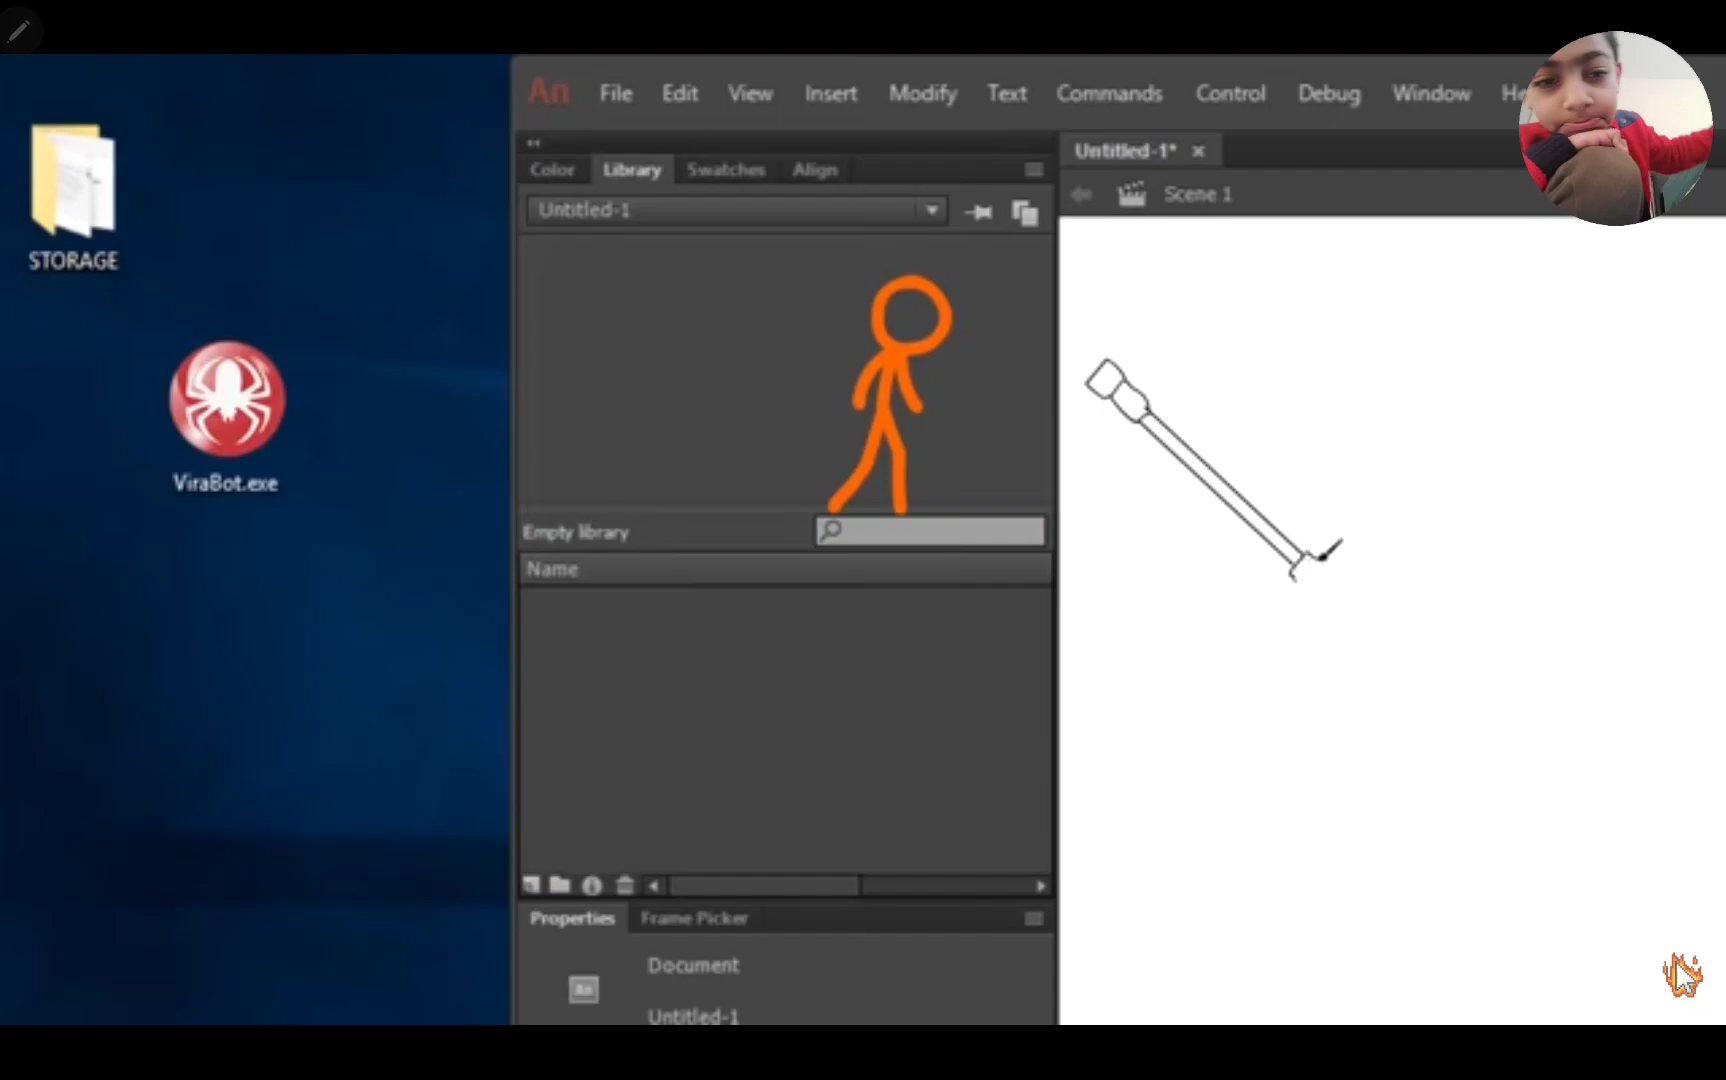 An File Edit View Insert Modify Text Commands Control Debug Window
Color Library Swatches Align
Untitled-1* ×
Untitled-1
Scene 1
STORAGE
ViraBot.exe
Empty library
Name
Properties Frame Picker
Document
An
Untitled-1